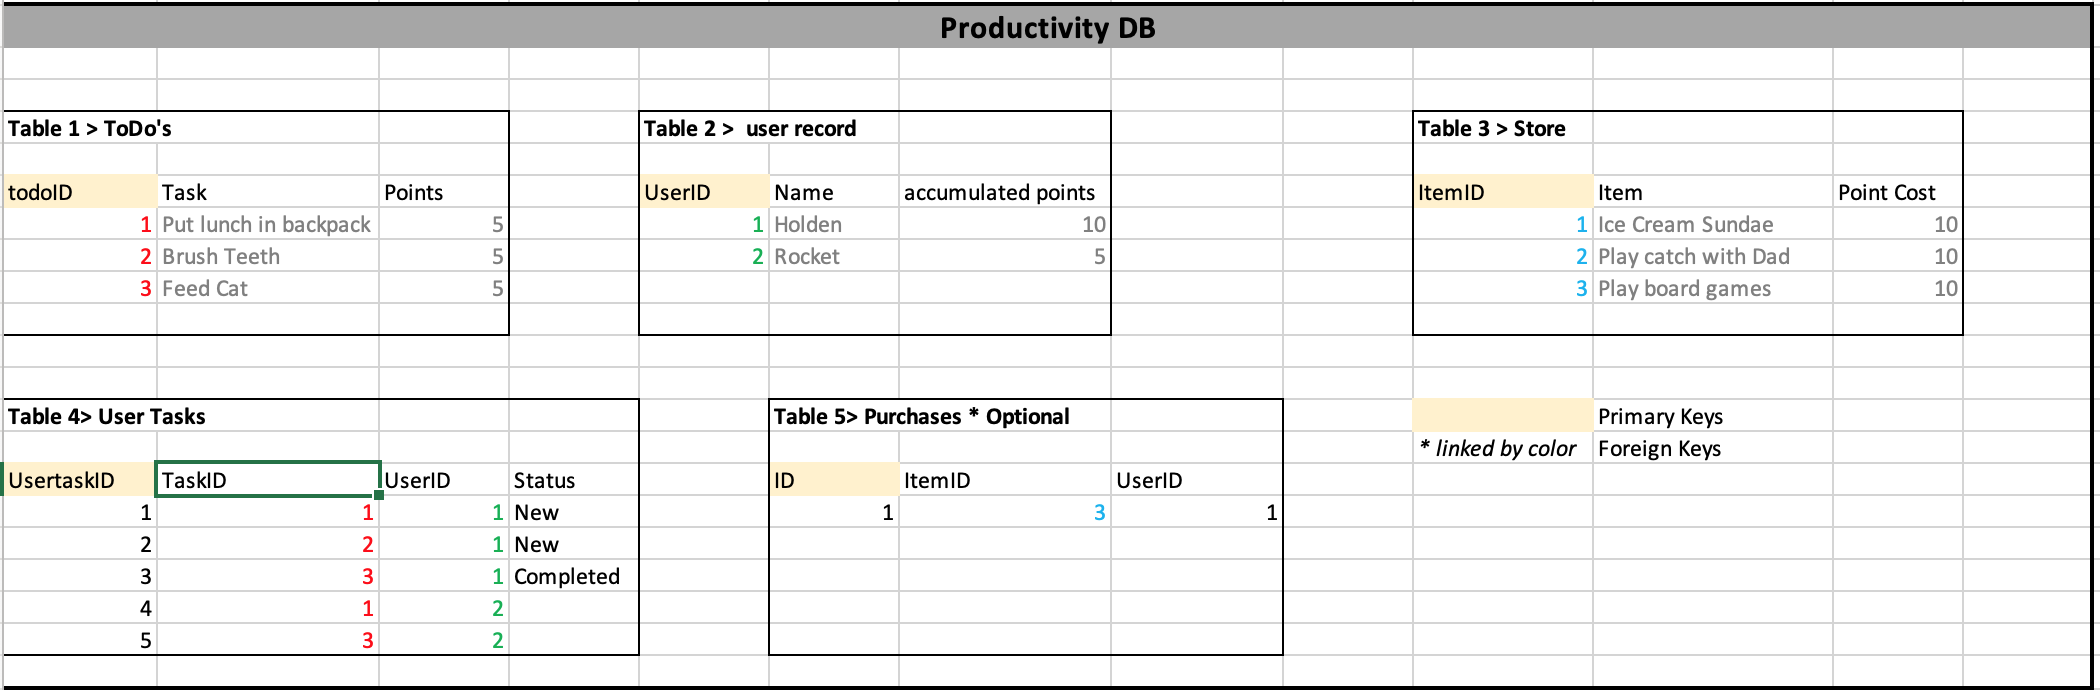 Productivity DB
Table 1 > ToDo's
todoID Task Points
1 Put lunch in backpack 5
2 Brush Teeth 5
3 Feed Cat 5
Table 2 > user record
UserID Name accumulated points
1 Holden 10
2 Rocket 5
Table 3 > Store
ItemID Item Point Cost
1 Ice Cream Sundae 10
2 Play catch with Dad 10
3 Play board games 10
Table 4> User Tasks
UsertaskID TaskID UserID Status
1 1 1 New
2 2 1 New
3 3 1 Completed
4 1 2
5 3 2
Table 5> Purchases * Optional
ID ItemID UserID
1 3 1
Primary Keys
* linked by color Foreign Keys